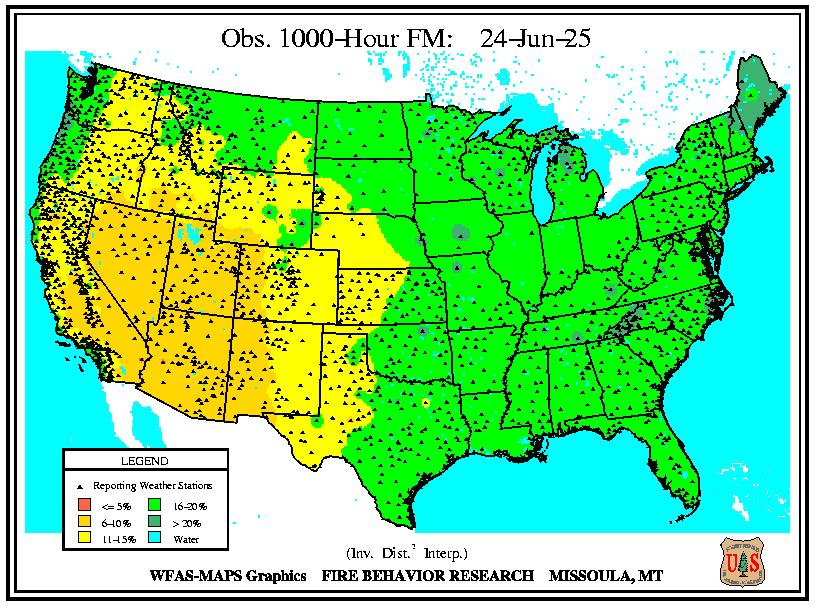 Obs. 1000-Hour FM: 24-Jun-25
LEGEND
Reporting Weather Stations
<= 5% 16-20%
6-10% > 20%
11-15% Water
(Inv. Dist.² Interp.)
WFAS-MAPS Graphics FIRE BEHAVIOR RESEARCH MISSOULA, MT
U S